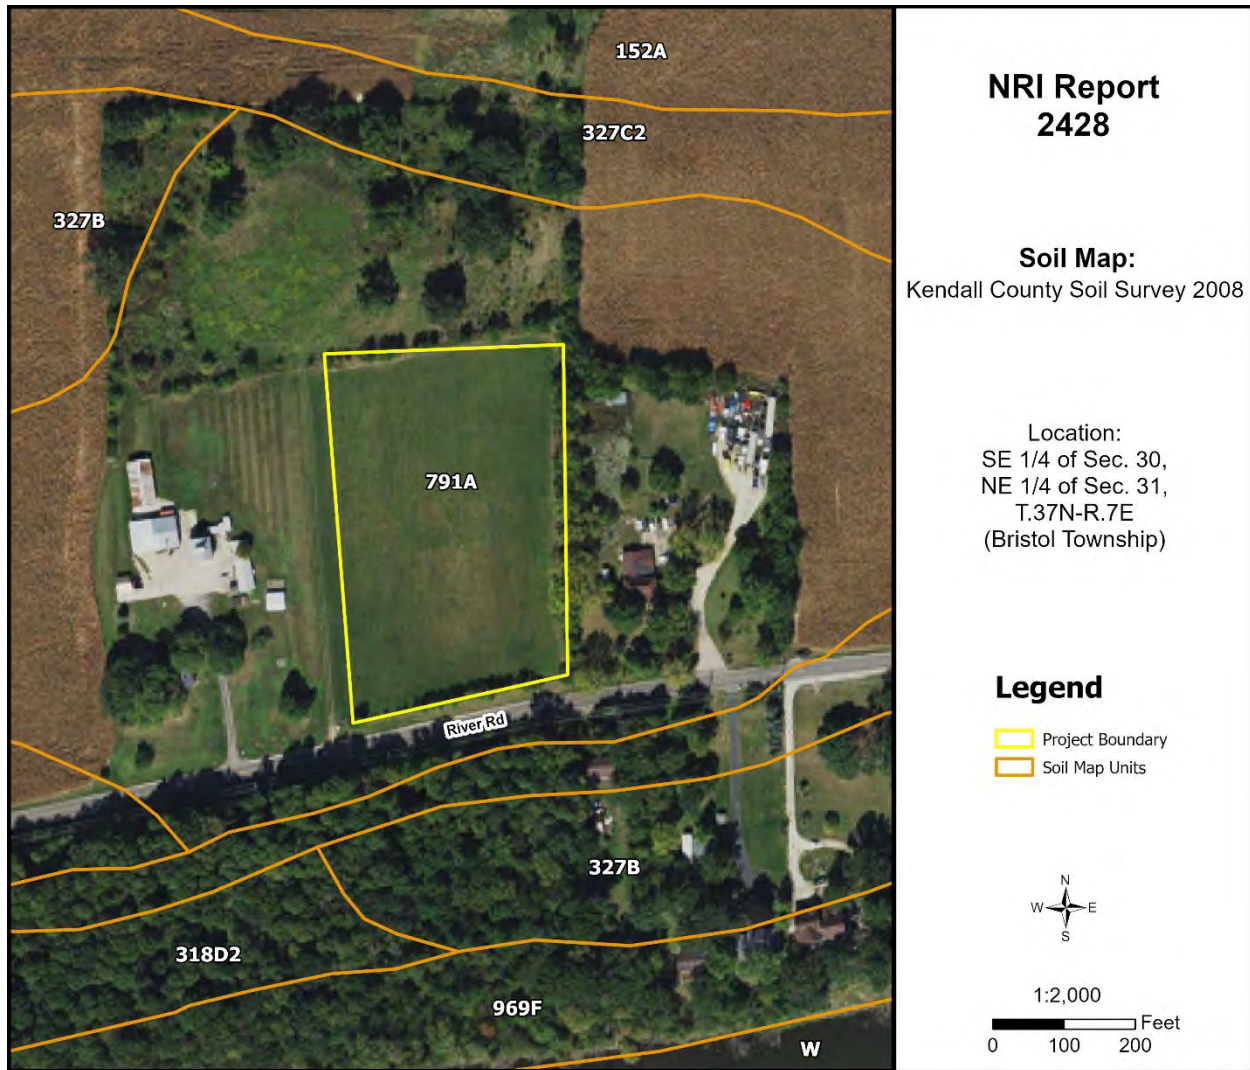 152A
327C2
327B
791A
River Rd
327B
318D2
969F
W
NRI Report
2428
Soil Map:
Kendall County Soil Survey 2008
Location:
SE 1/4 of Sec. 30,
NE 1/4 of Sec. 31,
T.37N-R.7E
(Bristol Township)
Legend
Project Boundary
Soil Map Units
N
W E
S
1:2,000
Feet
0 100 200